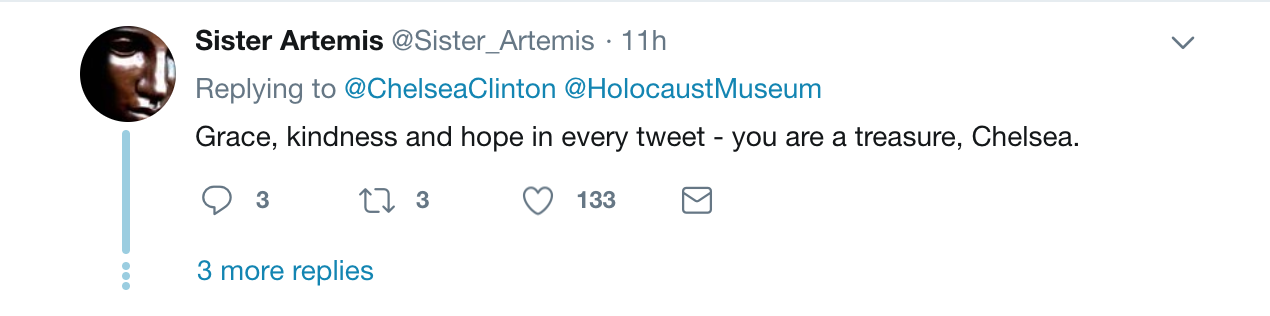 Sister Artemis @Sister_Artemis · 11h
Replying to @ChelseaClinton @HolocaustMuseum
Grace, kindness and hope in every tweet - you are a treasure, Chelsea.
3 3 133
3 more replies